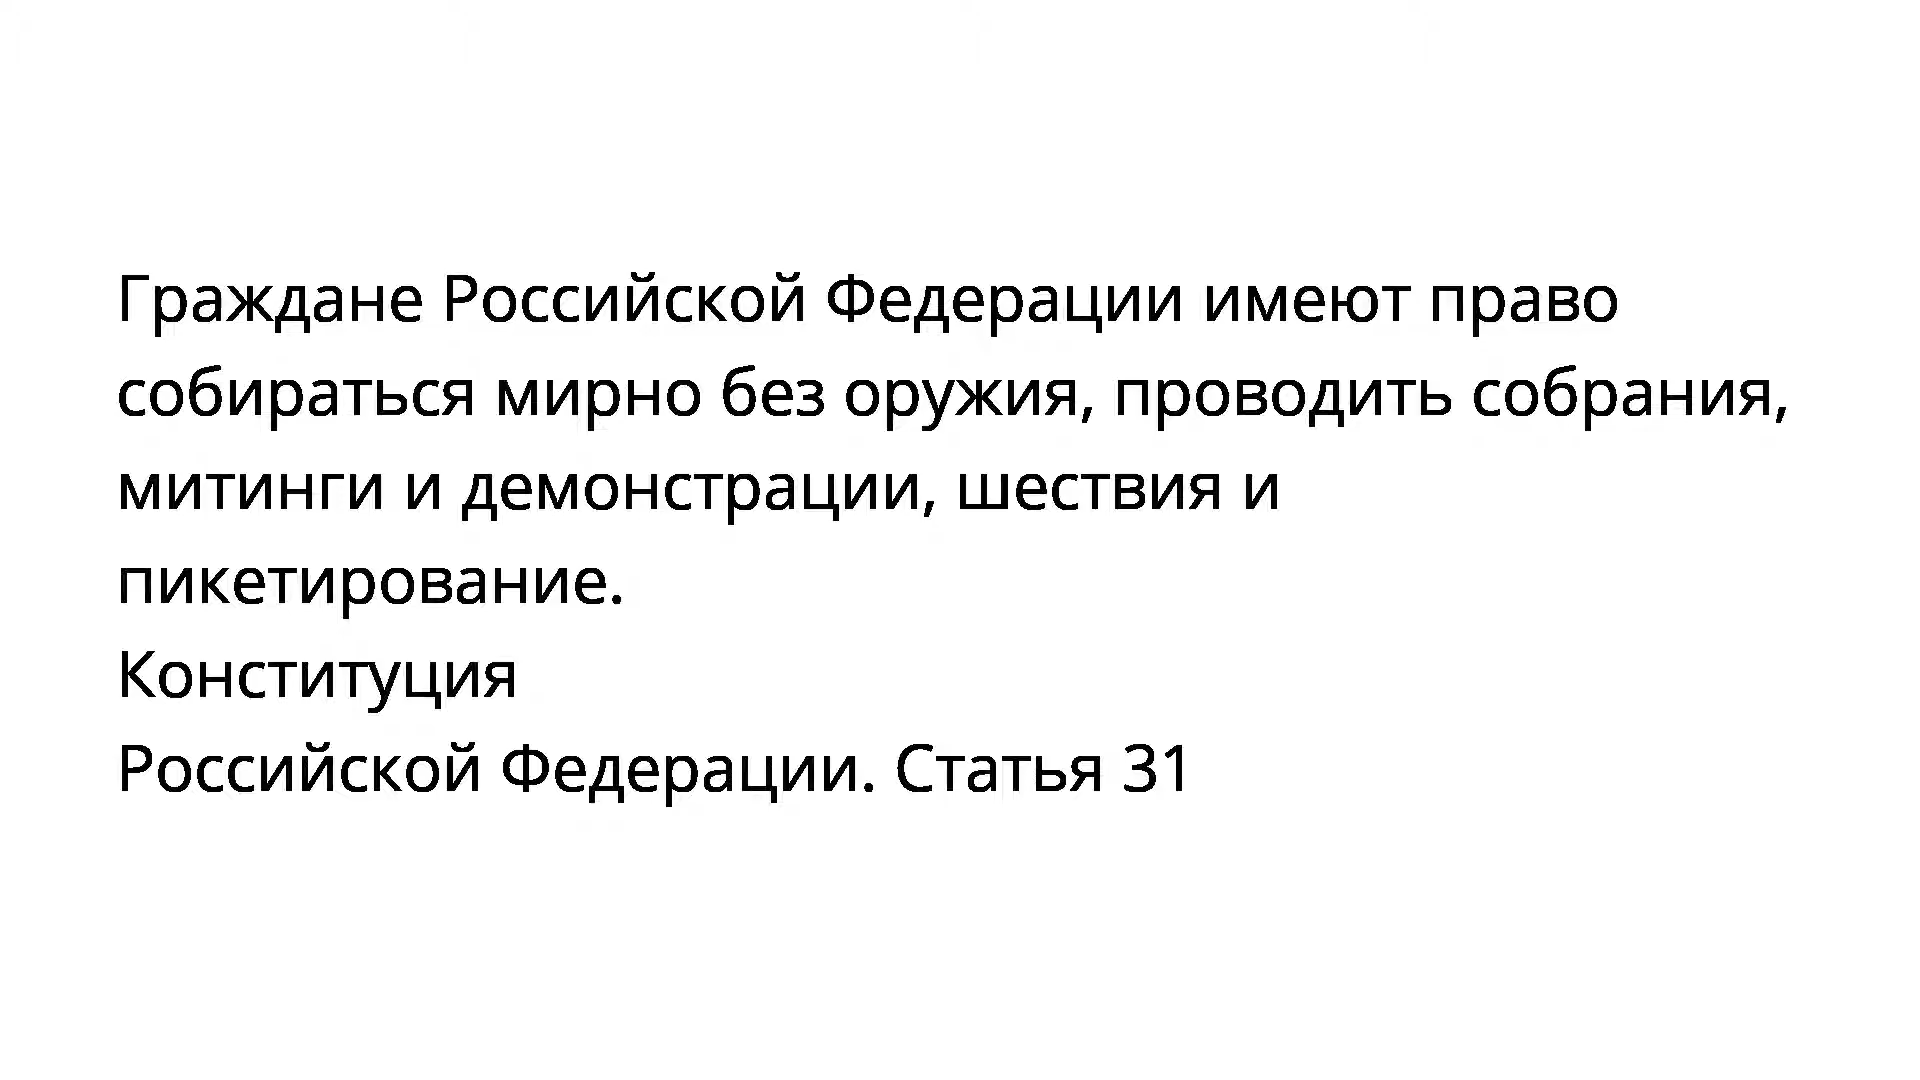 Граждане Российской Федерации имеют право
собираться мирно без оружия, проводить собрания,
митинги и демонстрации, шествия и
пикетирование.
Конституция
Российской Федерации. Статья 31